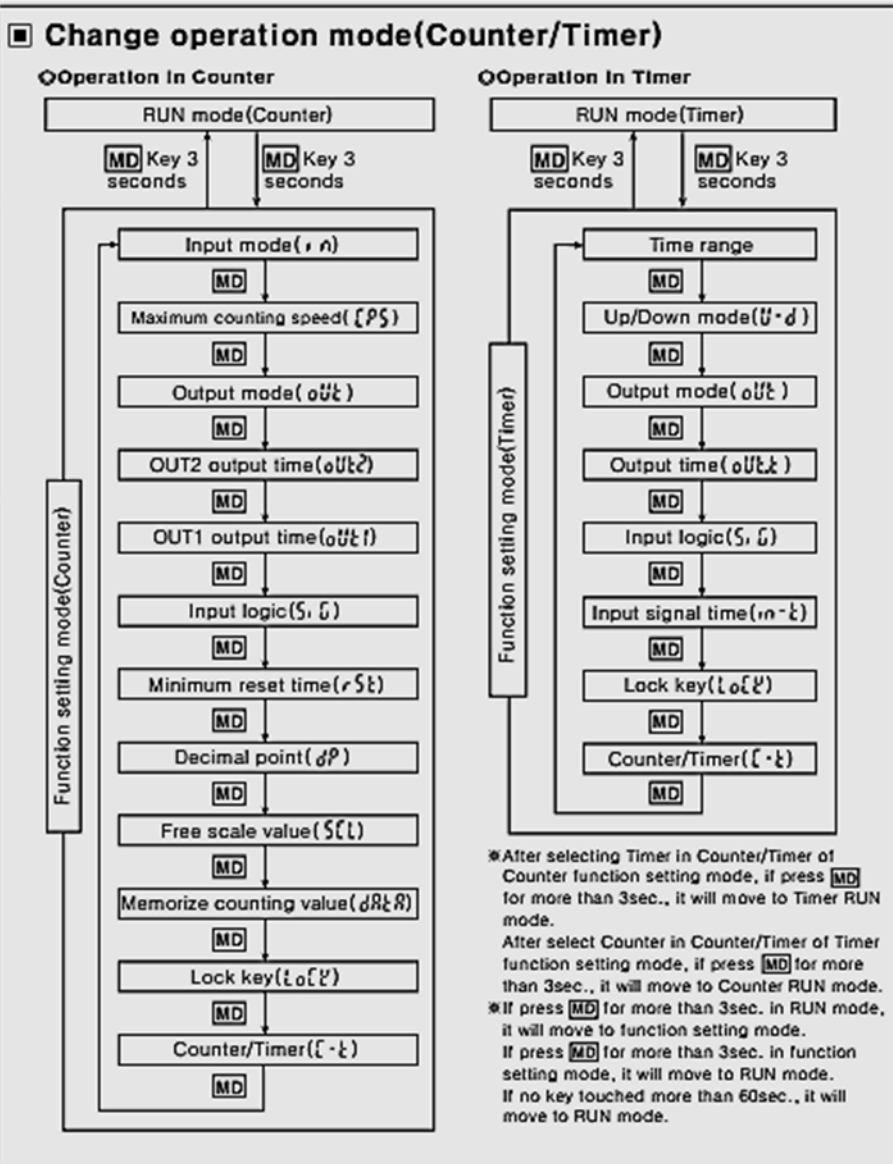 ▣ Change operation mode(Counter/Timer)
◎Operation in Counter
RUN mode(Counter)
MD Key 3 seconds
MD Key 3 seconds
Function setting mode(Counter)
Input mode(in)
MD
Maximum counting speed(CPS)
MD
Output mode(oUt)
MD
OUT2 output time(oUt2)
MD
OUT1 output time(oUt1)
MD
Input logic(SiG)
MD
Minimum reset time(rSt)
MD
Decimal point(dP)
MD
Free scale value(SCL)
MD
Memorize counting value(dAtA)
MD
Lock key(LoCK)
MD
Counter/Timer(C-t)
MD
◎Operation in Timer
RUN mode(Timer)
MD Key 3 seconds
MD Key 3 seconds
Function setting mode(Timer)
Time range
MD
Up/Down mode(U-d)
MD
Output mode(oUt)
MD
Output time(oUt.t)
MD
Input logic(SiG)
MD
Input signal time(in-t)
MD
Lock key(LoCK)
MD
Counter/Timer(C-t)
MD
※After selecting Timer in Counter/Timer of
Counter function setting mode, if press MD
for more than 3sec., it will move to Timer RUN
mode.
After select Counter in Counter/Timer of Timer
function setting mode, if press MD for more
than 3sec., it will move to Counter RUN mode.
※If press MD for more than 3sec. in RUN mode,
it will move to function setting mode.
If press MD for more than 3sec. in function
setting mode, it will move to RUN mode.
If no key touched more than 60sec., it will
move to RUN mode.